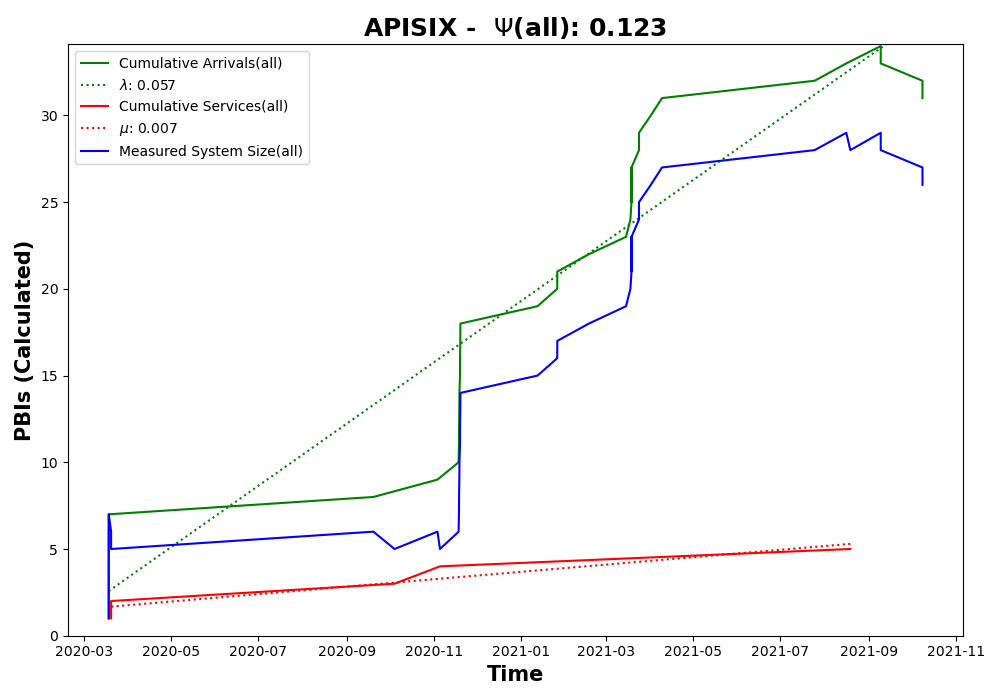 APISIX - Ψ(all): 0.123
Cumulative Arrivals(all)
λ: 0.057
Cumulative Services(all)
μ: 0.007
Measured System Size(all)
PBIs (Calculated)
30
25
20
15
10
5
0
2020-03 2020-05 2020-07 2020-09 2020-11 2021-01 2021-03 2021-05 2021-07 2021-09 2021-11
Time